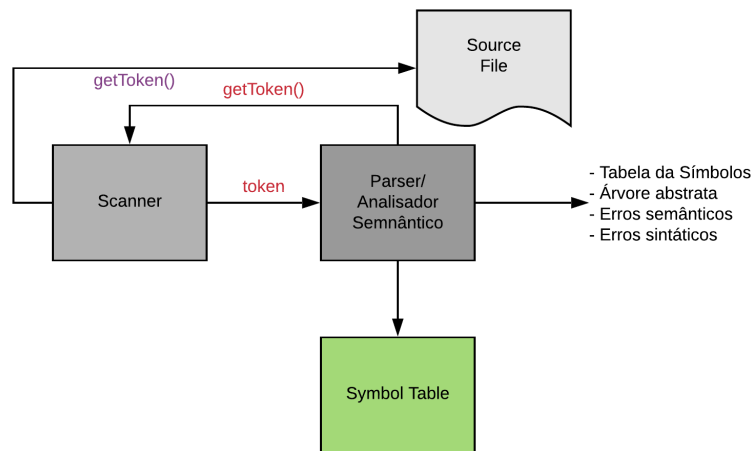 Source
File
getToken()
getToken()
Scanner
token
Parser/
Analisador
Semnântico
- Tabela da Símbolos
- Árvore abstrata
- Erros semânticos
- Erros sintáticos
Symbol Table